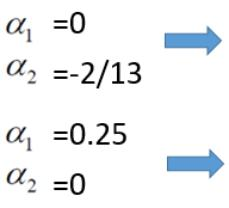 α₁ =0
α₂ =-2/13
α₁ =0.25
α₂ =0